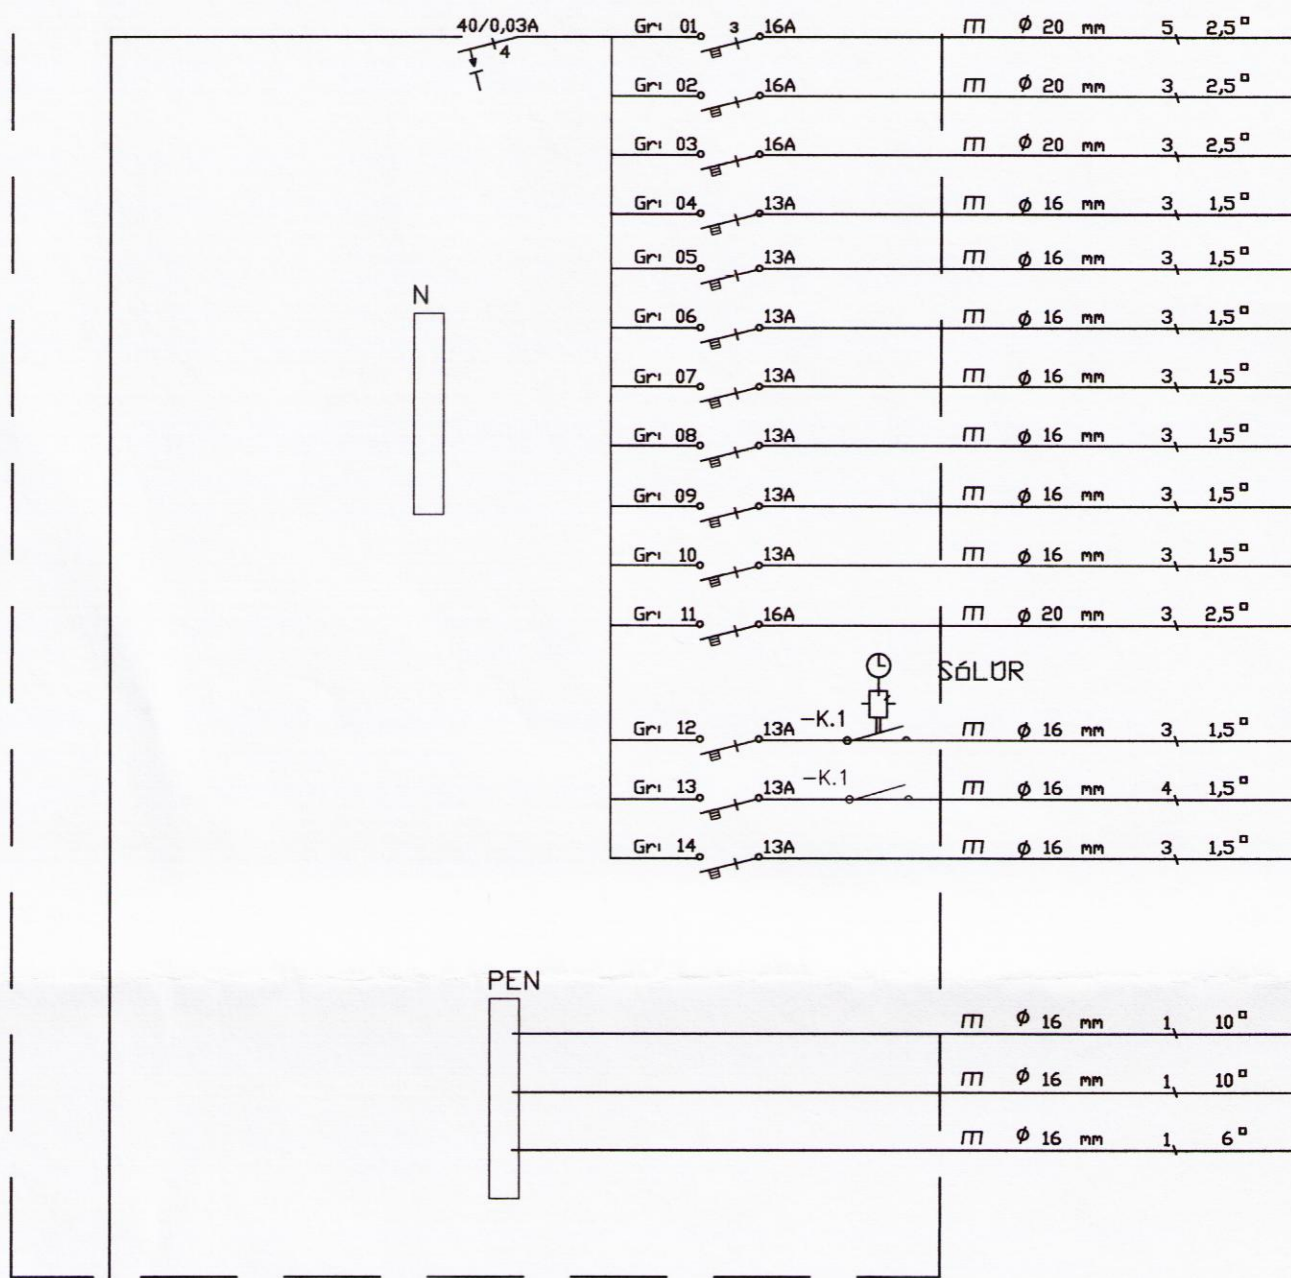 40/0,03A Gr: 01 3 16A m φ 20 mm 5 2,5▫
4
Gr: 02 16A m φ 20 mm 3 2,5▫
Gr: 03 16A m φ 20 mm 3 2,5▫
Gr: 04 13A m φ 16 mm 3 1,5▫
Gr: 05 13A m φ 16 mm 3 1,5▫
N
Gr: 06 13A m φ 16 mm 3 1,5▫
Gr: 07 13A m φ 16 mm 3 1,5▫
Gr: 08 13A m φ 16 mm 3 1,5▫
Gr: 09 13A m φ 16 mm 3 1,5▫
Gr: 10 13A m φ 16 mm 3 1,5▫
Gr: 11 16A m φ 20 mm 3 2,5▫
SóLÚR
Gr: 12 13A -K.1 m φ 16 mm 3 1,5▫
Gr: 13 13A -K.1 m φ 16 mm 4 1,5▫
Gr: 14 13A m φ 16 mm 3 1,5▫
PEN
m φ 16 mm 1 10▫
m φ 16 mm 1 10▫
m φ 16 mm 1 6▫